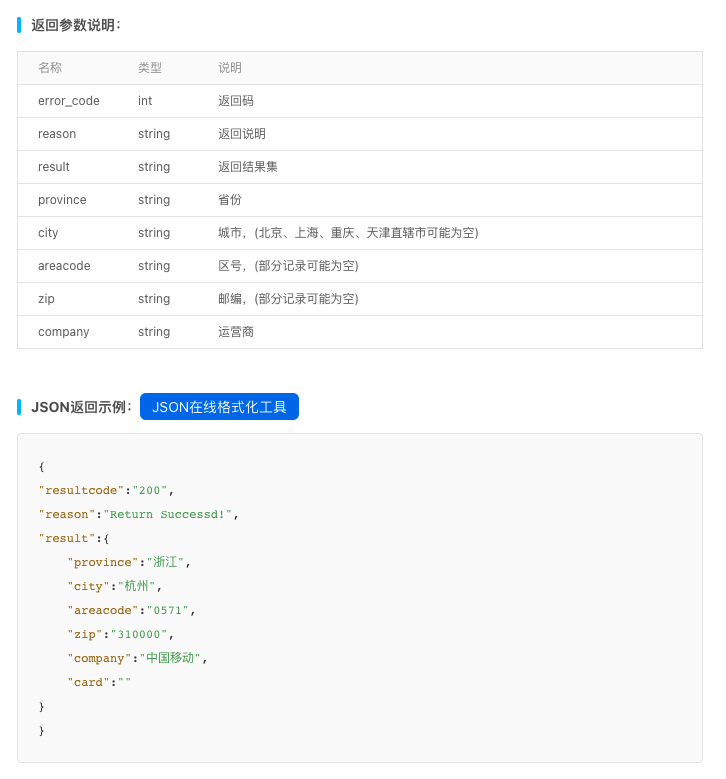 返回参数说明：
名称 类型 说明
error_code int 返回码
reason string 返回说明
result string 返回结果集
province string 省份
city string 城市，(北京、上海、重庆、天津直辖市可能为空)
areacode string 区号，(部分记录可能为空)
zip string 邮编，(部分记录可能为空)
company string 运营商
JSON返回示例： JSON在线格式化工具
{
"resultcode":"200",
"reason":"Return Successd!",
"result":{
    "province":"浙江",
    "city":"杭州",
    "areacode":"0571",
    "zip":"310000",
    "company":"中国移动",
    "card":""
}
}